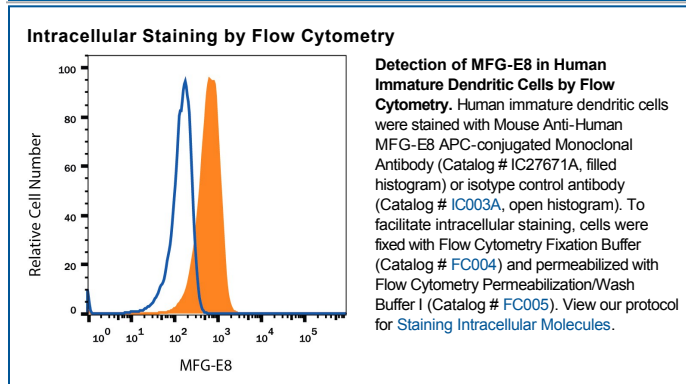 Intracellular Staining by Flow Cytometry
100
80
60
40
20
0
Relative Cell Number
10^0 10^1 10^2 10^3 10^4 10^5
MFG-E8
Detection of MFG-E8 in Human
Immature Dendritic Cells by Flow
Cytometry. Human immature dendritic cells
were stained with Mouse Anti-Human
MFG-E8 APC-conjugated Monoclonal
Antibody (Catalog # IC27671A, filled
histogram) or isotype control antibody
(Catalog # IC003A, open histogram). To
facilitate intracellular staining, cells were
fixed with Flow Cytometry Fixation Buffer
(Catalog # FC004) and permeabilized with
Flow Cytometry Permeabilization/Wash
Buffer I (Catalog # FC005). View our protocol
for Staining Intracellular Molecules.